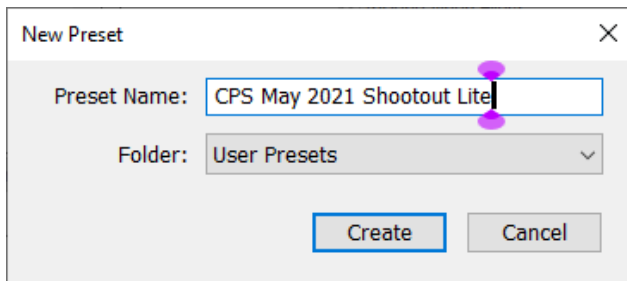 New Preset
Preset Name: CPS May 2021 Shootout Lite
Folder: User Presets
Create Cancel